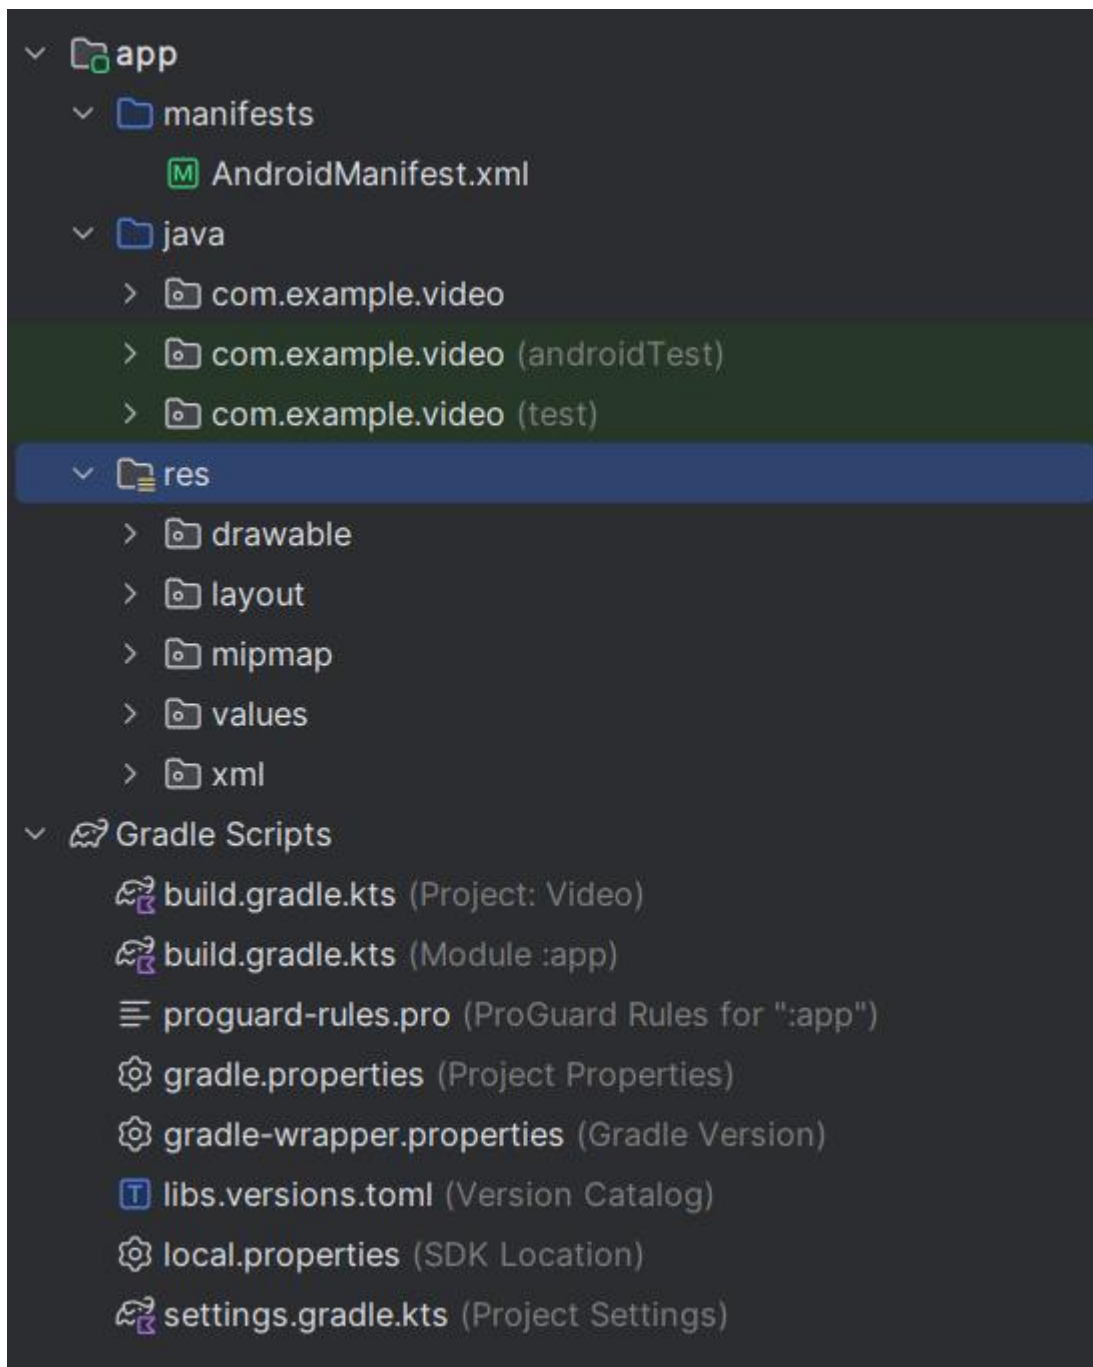 app
manifests
AndroidManifest.xml
java
com.example.video
com.example.video (androidTest)
com.example.video (test)
res
drawable
layout
mipmap
values
xml
Gradle Scripts
build.gradle.kts (Project: Video)
build.gradle.kts (Module :app)
proguard-rules.pro (ProGuard Rules for ":app")
gradle.properties (Project Properties)
gradle-wrapper.properties (Gradle Version)
libs.versions.toml (Version Catalog)
local.properties (SDK Location)
settings.gradle.kts (Project Settings)